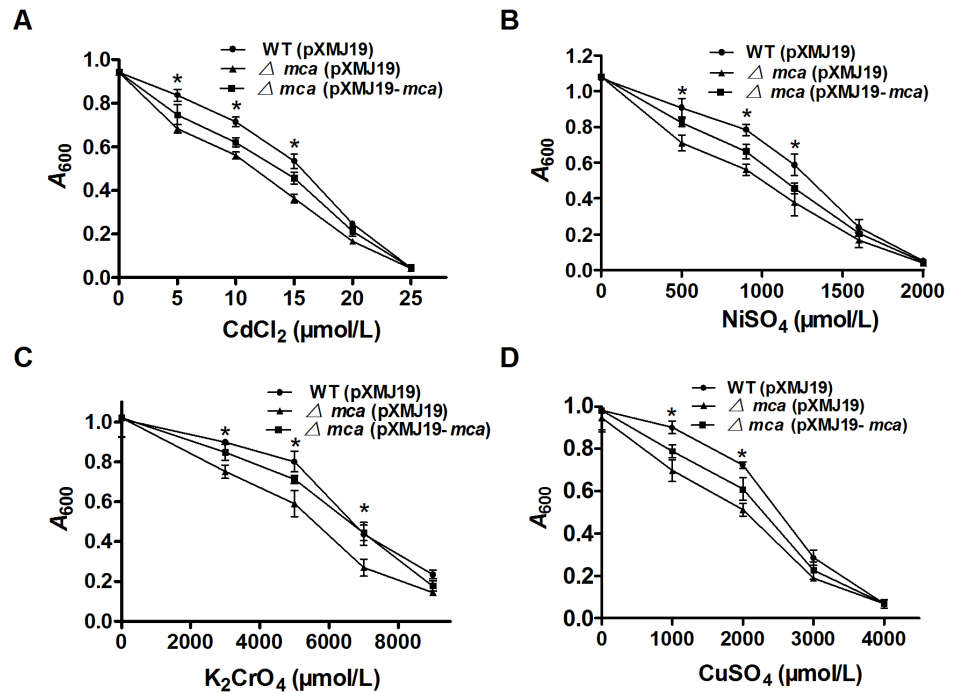 A
WT (pXMJ19)
△ mca (pXMJ19)
△ mca (pXMJ19-mca)
1.0
0.8
0.6
0.4
0.2
0.0
A600
* * *
0 5 10 15 20 25
CdCl2 (μmol/L)
B
WT (pXMJ19)
△ mca (pXMJ19)
△ mca (pXMJ19-mca)
1.2
1.0
0.8
0.6
0.4
0.2
0.0
A600
* * *
0 500 1000 1500 2000
NiSO4 (μmol/L)
C
WT (pXMJ19)
△ mca (pXMJ19)
△ mca (pXMJ19-mca)
1.0
0.8
0.6
0.4
0.2
0.0
A600
* * *
0 2000 4000 6000 8000
K2CrO4 (μmol/L)
D
WT (pXMJ19)
△ mca (pXMJ19)
△ mca (pXMJ19- mca)
1.0
0.8
0.6
0.4
0.2
0.0
A600
* *
0 1000 2000 3000 4000
CuSO4 (μmol/L)